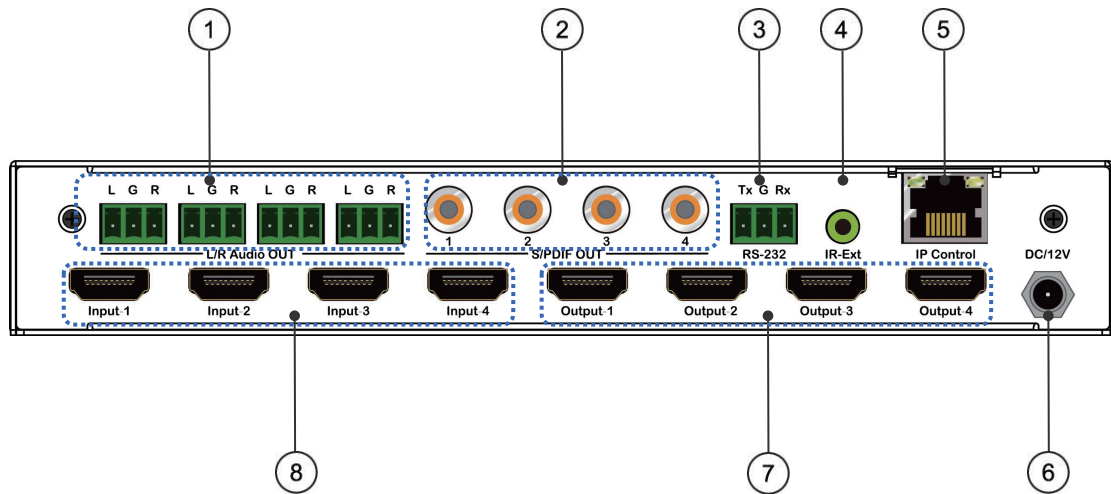 1 2 3 4 5
L G R L G R L G R L G R Tx G Rx
1 2 3 4
L/R Audio OUT S/PDIF OUT RS-232 IR-Ext IP Control DC/12V
Input-1 Input-2 Input-3 Input-4 Output-1 Output-2 Output-3 Output-4
8 7 6